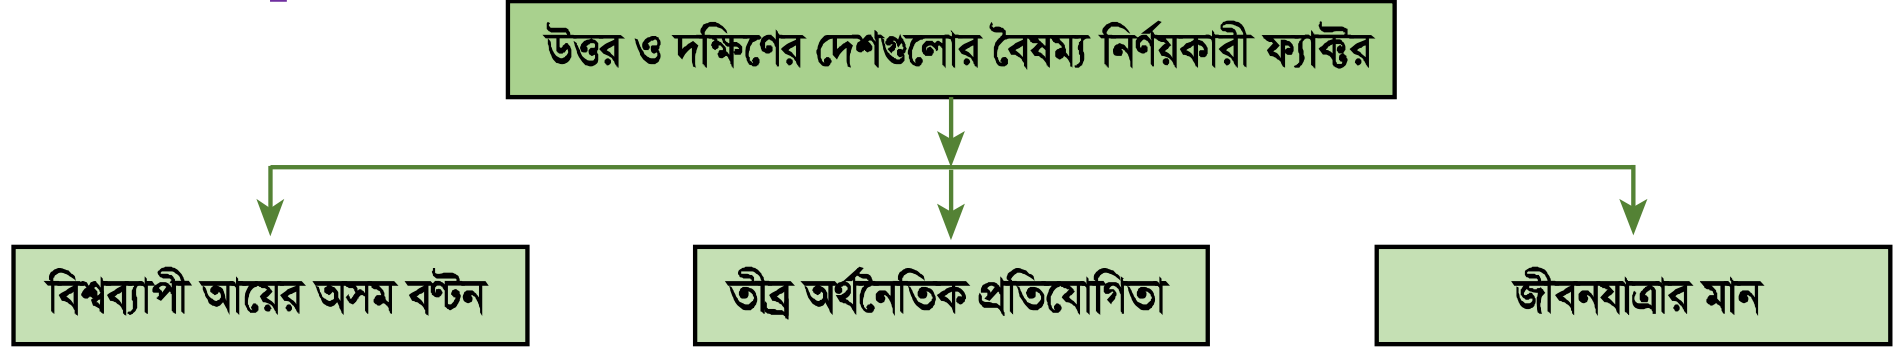 উত্তর ও দক্ষিণের দেশগুলোর বৈষম্য নির্ণয়কারী ফ্যাক্টর
বিশ্বব্যাপী আয়ের অসম বণ্টন
তীব্র অর্থনৈতিক প্রতিযোগিতা
জীবনযাত্রার মান